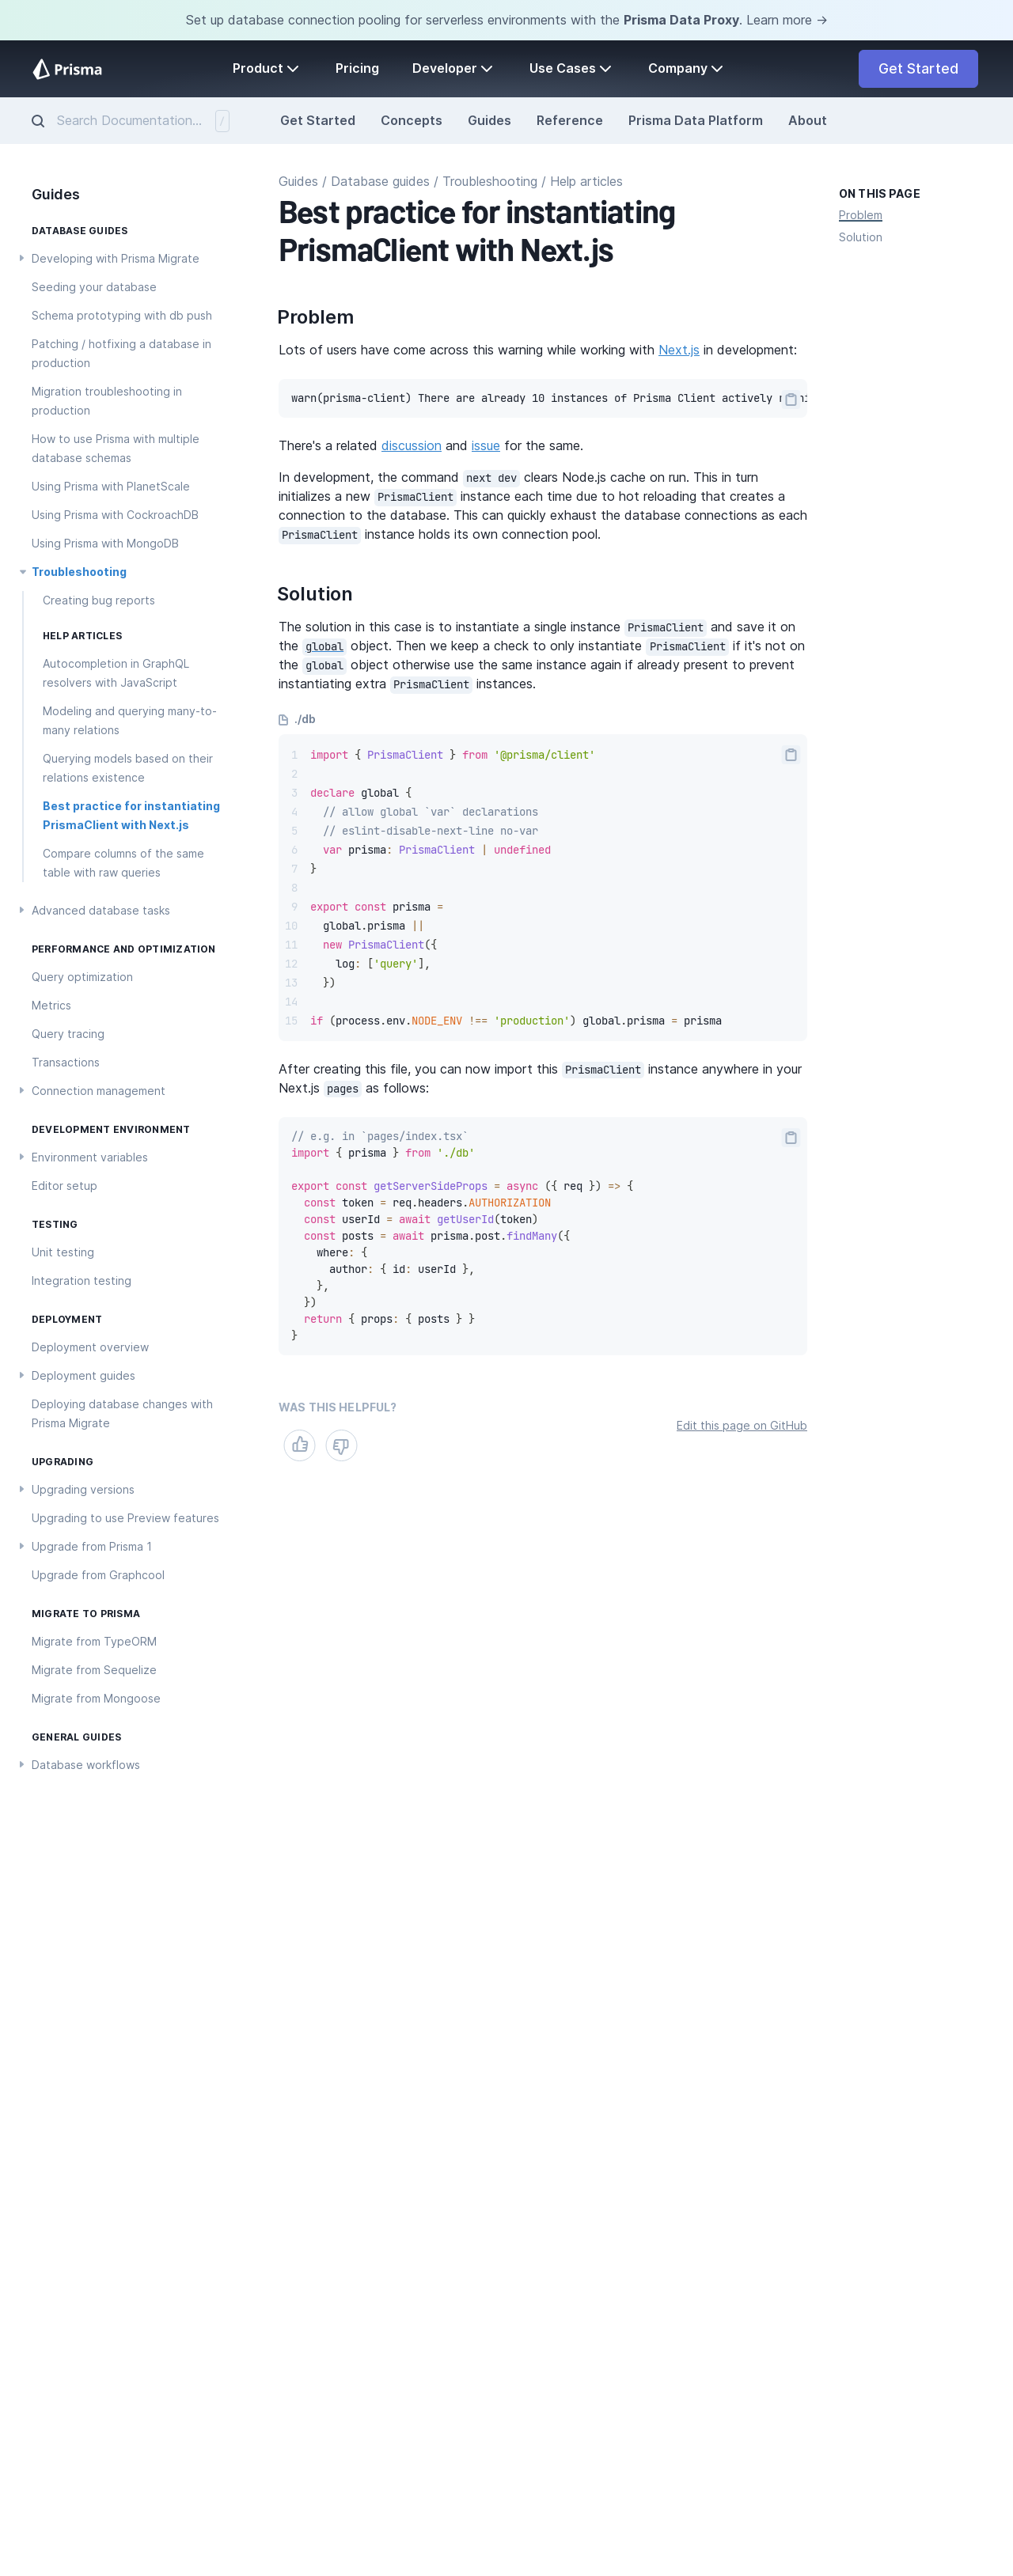 Set up database connection pooling for serverless environments with the Prisma Data Proxy. Learn more →
Prisma
Product
Pricing
Developer
Use Cases
Company
Get Started
Search Documentation...
/
Get Started
Concepts
Guides
Reference
Prisma Data Platform
About
Guides
DATABASE GUIDES
Developing with Prisma Migrate
Seeding your database
Schema prototyping with db push
Patching / hotfixing a database in
production
Migration troubleshooting in
production
How to use Prisma with multiple
database schemas
Using Prisma with PlanetScale
Using Prisma with CockroachDB
Using Prisma with MongoDB
Troubleshooting
Creating bug reports
HELP ARTICLES
Autocompletion in GraphQL
resolvers with JavaScript
Modeling and querying many-to-
many relations
Querying models based on their
relations existence
Best practice for instantiating
PrismaClient with Next.js
Compare columns of the same
table with raw queries
Advanced database tasks
PERFORMANCE AND OPTIMIZATION
Query optimization
Metrics
Query tracing
Transactions
Connection management
DEVELOPMENT ENVIRONMENT
Environment variables
Editor setup
TESTING
Unit testing
Integration testing
DEPLOYMENT
Deployment overview
Deployment guides
Deploying database changes with
Prisma Migrate
UPGRADING
Upgrading versions
Upgrading to use Preview features
Upgrade from Prisma 1
Upgrade from Graphcool
MIGRATE TO PRISMA
Migrate from TypeORM
Migrate from Sequelize
Migrate from Mongoose
GENERAL GUIDES
Database workflows
Guides / Database guides / Troubleshooting / Help articles
Best practice for instantiating
PrismaClient with Next.js
Problem
Lots of users have come across this warning while working with Next.js in development:
warn(prisma-client) There are already 10 instances of Prisma Client actively
There's a related discussion and issue for the same.
In development, the command next dev clears Node.js cache on run. This in turn
initializes a new PrismaClient instance each time due to hot reloading that creates a
connection to the database. This can quickly exhaust the database connections as each
PrismaClient instance holds its own connection pool.
Solution
The solution in this case is to instantiate a single instance PrismaClient and save it on
the global object. Then we keep a check to only instantiate PrismaClient if it's not on
the global object otherwise use the same instance again if already present to prevent
instantiating extra PrismaClient instances.
./db
1 import { PrismaClient } from '@prisma/client'
2
3 declare global {
4   // allow global `var` declarations
5   // eslint-disable-next-line no-var
6   var prisma: PrismaClient | undefined
7 }
8
9 export const prisma =
10   global.prisma ||
11   new PrismaClient({
12     log: ['query'],
13   })
14
15 if (process.env.NODE_ENV !== 'production') global.prisma = prisma
After creating this file, you can now import this PrismaClient instance anywhere in your
Next.js pages as follows:
// e.g. in `pages/index.tsx`
import { prisma } from './db'
export const getServerSideProps = async ({ req }) => {
  const token = req.headers.AUTHORIZATION
  const userId = await getUserId(token)
  const posts = await prisma.post.findMany({
    where: {
      author: { id: userId },
    },
  })
  return { props: { posts } }
}
WAS THIS HELPFUL?
Edit this page on GitHub
ON THIS PAGE
Problem
Solution